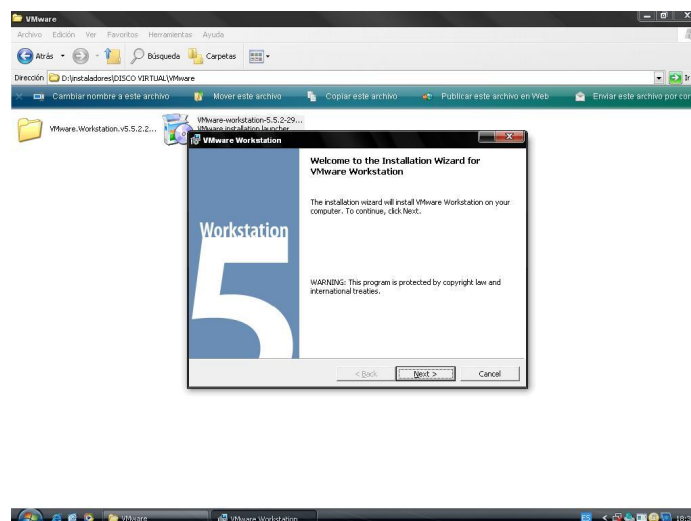 VMware
Archivo Edición Ver Favoritos Herramientas Ayuda
Atrás Búsqueda Carpetas
Dirección D:\instaladores\DISCO VIRTUAL\VMware Ir
Cambiar nombre a este archivo Mover este archivo Copiar este archivo Publicar este archivo en Web Enviar este archivo por cor
VMware.Workstation.v5.5.2.2...
VMware-workstation-5.5.2-29...
VMware installation launcher
VMware Workstation
Welcome to the Installation Wizard for
VMware Workstation
The installation wizard will install VMware Workstation on your
computer. To continue, click Next.
Workstation
5
WARNING: This program is protected by copyright law and
international treaties.
< Back Next > Cancel
VMware VMware Workstation ES